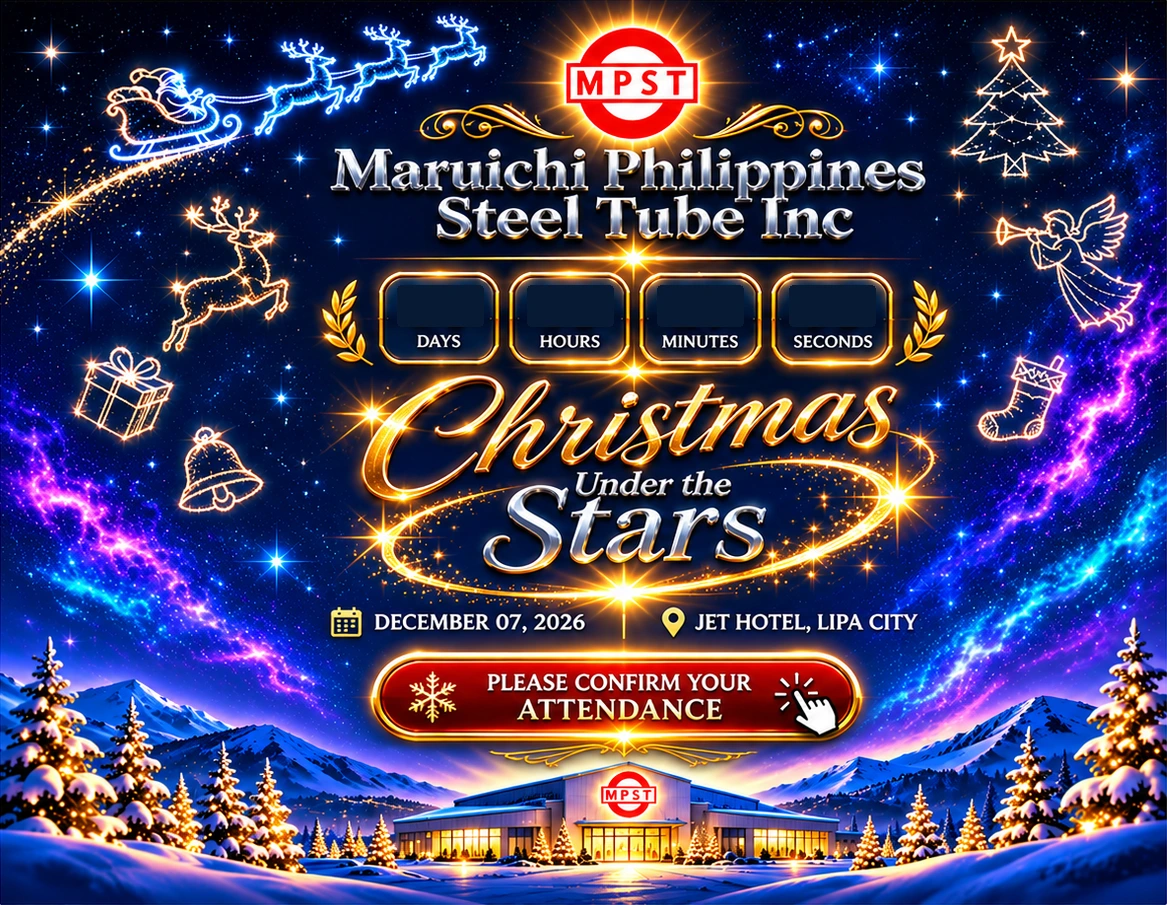 MPST
Maruichi Philippines
Steel Tube Inc
DAYS
HOURS
MINUTES
SECONDS
Christmas
Under the
Stars
DECEMBER 07, 2026
JET HOTEL, LIPA CITY
PLEASE CONFIRM YOUR
ATTENDANCE
MPST